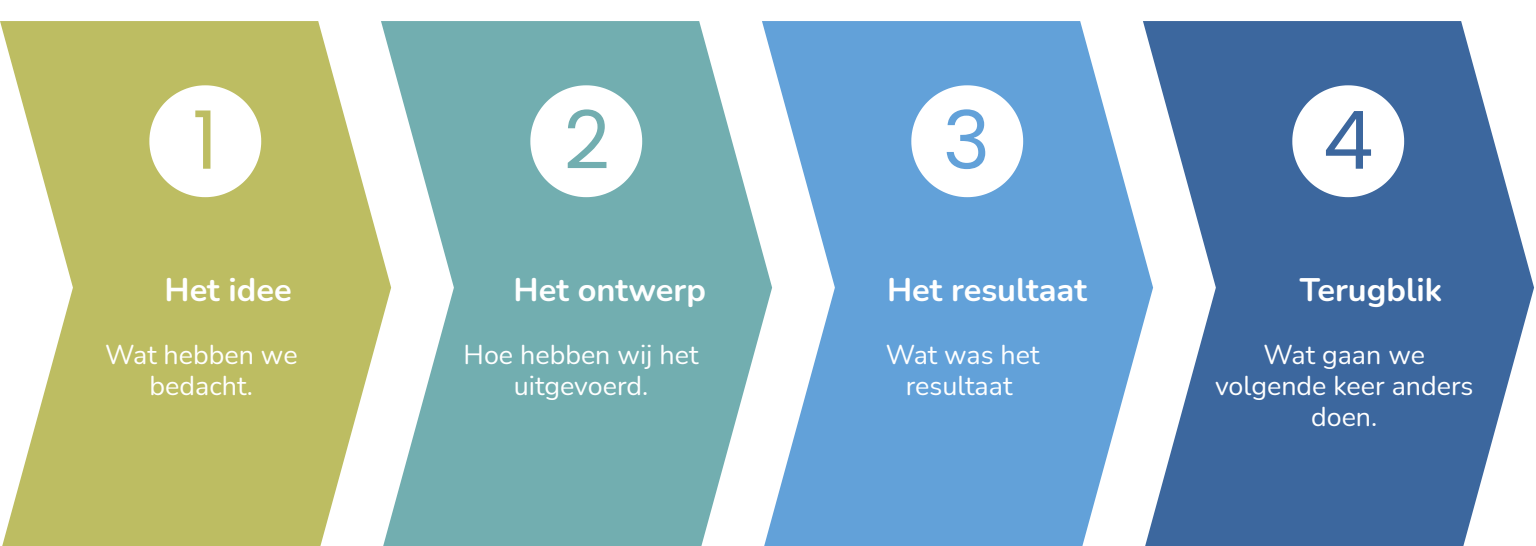 1
Het idee
Wat hebben we
bedacht.
2
Het ontwerp
Hoe hebben wij het
uitgevoerd.
3
Het resultaat
Wat was het
resultaat
4
Terugblik
Wat gaan we
volgende keer anders
doen.